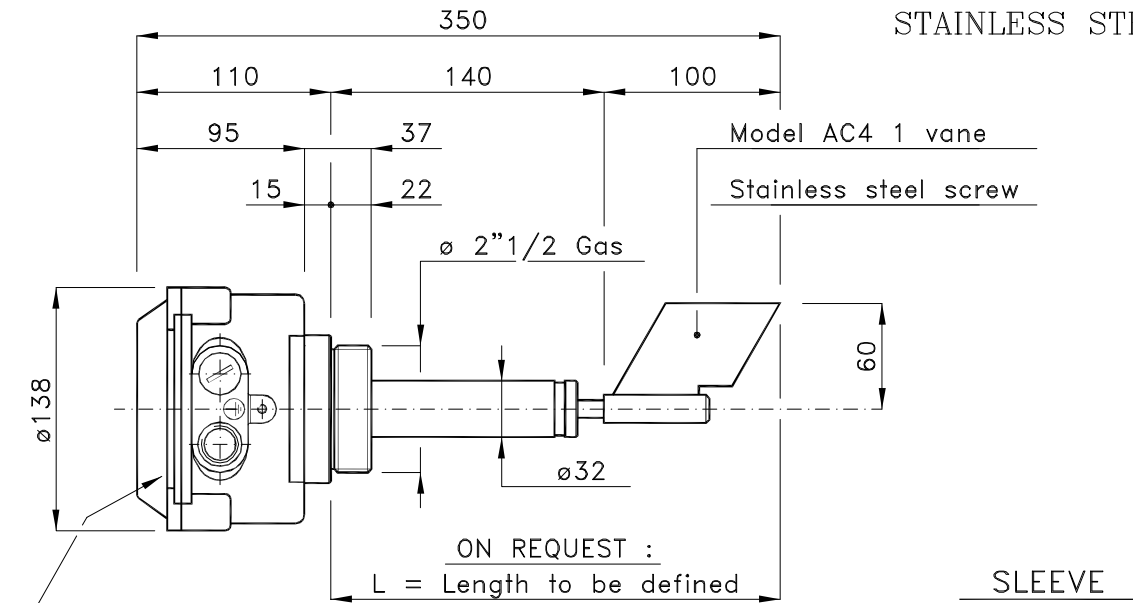 350
STAINLESS STE
110
140
100
95
37
Model AC4 1 vane
15
22
Stainless steel screw
ø 2"1/2 Gas
60
ø138
ø32
ON REQUEST :
L = Length to be defined
SLEEVE